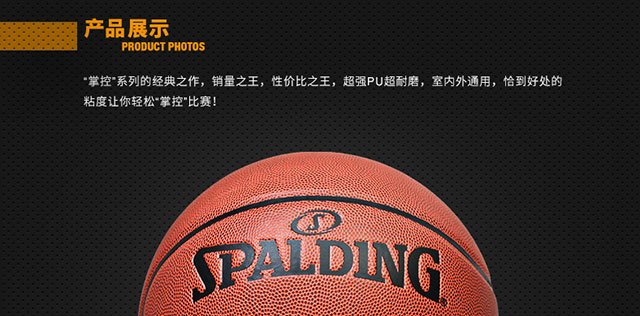 产品展示
PRODUCT PHOTOS
“掌控”系列的经典之作，销量之王，性价比之王，超强PU超耐磨，室内外通用，恰到好处的
粘度让你轻松“掌控”比赛！
S
SPALDING